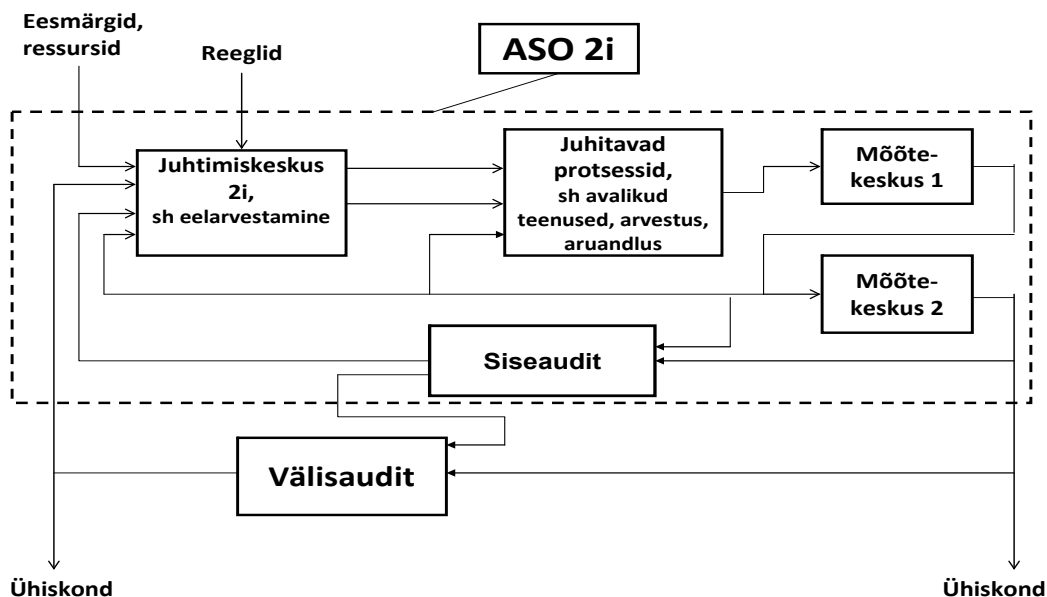 Eesmärgid,
ressursid
Reeglid
ASO 2i
Juhtimiskeskus
2i,
sh eelarvestamine
Juhitavad
protsessid,
sh avalikud
teenused, arvestus,
aruandlus
Mõõte-
keskus 1
Mõõte-
keskus 2
Siseaudit
Välisaudit
Ühiskond
Ühiskond